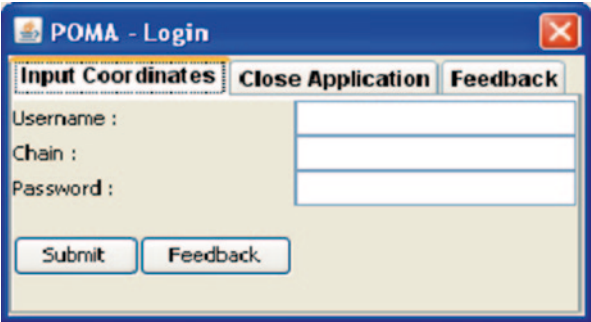 POMA - Login
Input Coordinates Close Application Feedback
Username :
Chain :
Password :
Submit Feedback